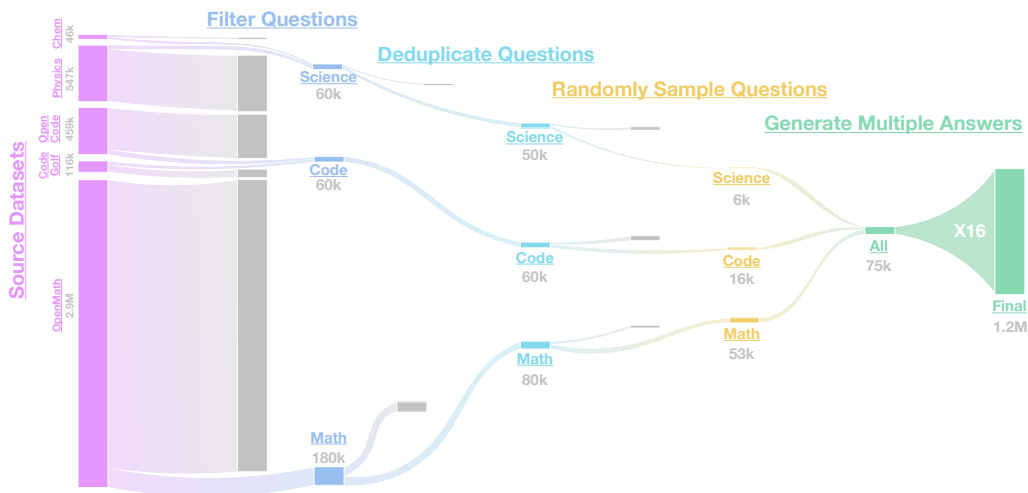 Filter Questions
Deduplicate Questions
Randomly Sample Questions
Generate Multiple Answers
Source Datasets
Chem
46k
Physics
547k
Open
Code
459k
Code
Golf
116k
OpenMath
2.9M
Science
60k
Code
60k
Math
180k
Science
50k
Code
60k
Math
80k
Science
6k
Code
16k
Math
53k
All
75k
X16
Final
1.2M